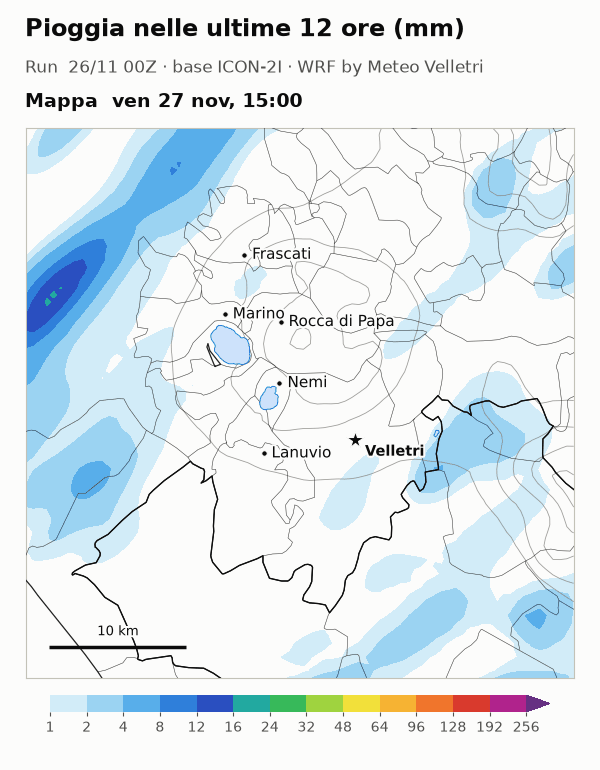 Pioggia nelle ultime 12 ore (mm)
Run  26/11 00Z · base ICON-2I · WRF by Meteo Velletri
Mappa  ven 27 nov, 15:00
Frascati
Marino
Rocca di Papa
Nemi
Velletri
Lanuvio
10 km
1 2 4 8 12 16 24 32 48 64 96 128 192 256